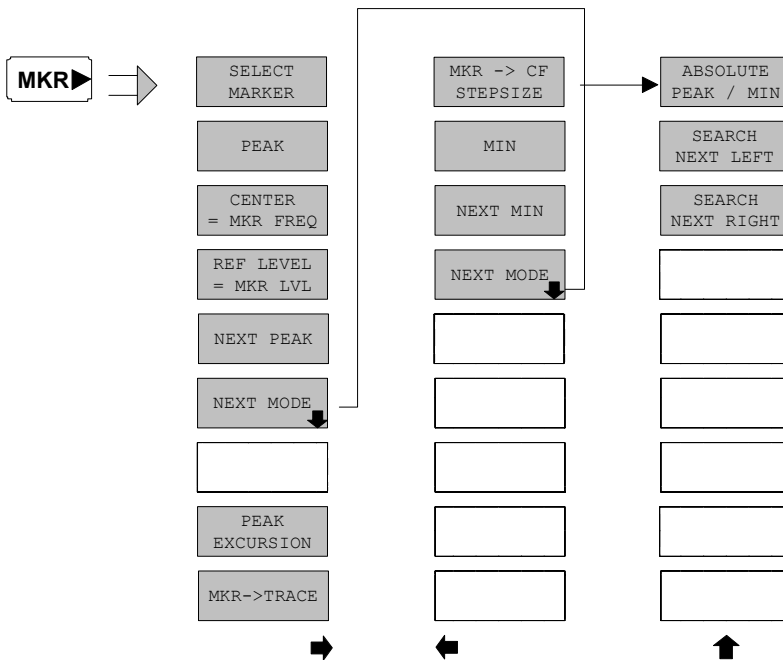 MKR
SELECT
MARKER
PEAK
CENTER
= MKR FREQ
REF LEVEL
= MKR LVL
NEXT PEAK
NEXT MODE
PEAK
EXCURSION
MKR->TRACE
MKR -> CF
STEPSIZE
MIN
NEXT MIN
NEXT MODE
ABSOLUTE
PEAK / MIN
SEARCH
NEXT LEFT
SEARCH
NEXT RIGHT